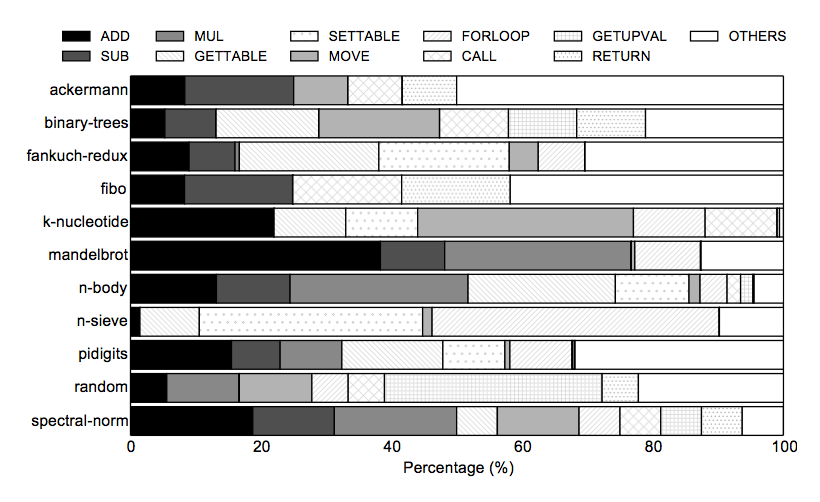 ADD MUL SETTABLE FORLOOP GETUPVAL OTHERS
SUB GETTABLE MOVE CALL RETURN
ackermann
binary-trees
fankuch-redux
fibo
k-nucleotide
mandelbrot
n-body
n-sieve
pidigits
random
spectral-norm
0 20 40 60 80 100
Percentage (%)